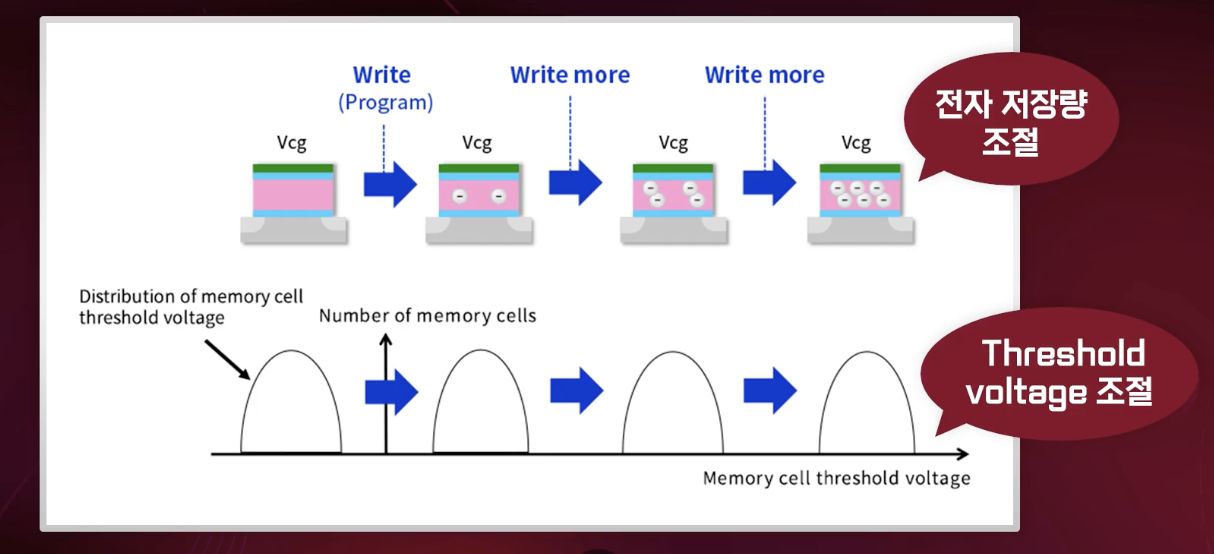 Write
(Program)
Write more
Write more
전자 저장량
조절
Vcg
Vcg
Vcg
Vcg
Distribution of memory cell
threshold voltage
Number of memory cells
Threshold
voltage 조절
Memory cell threshold voltage